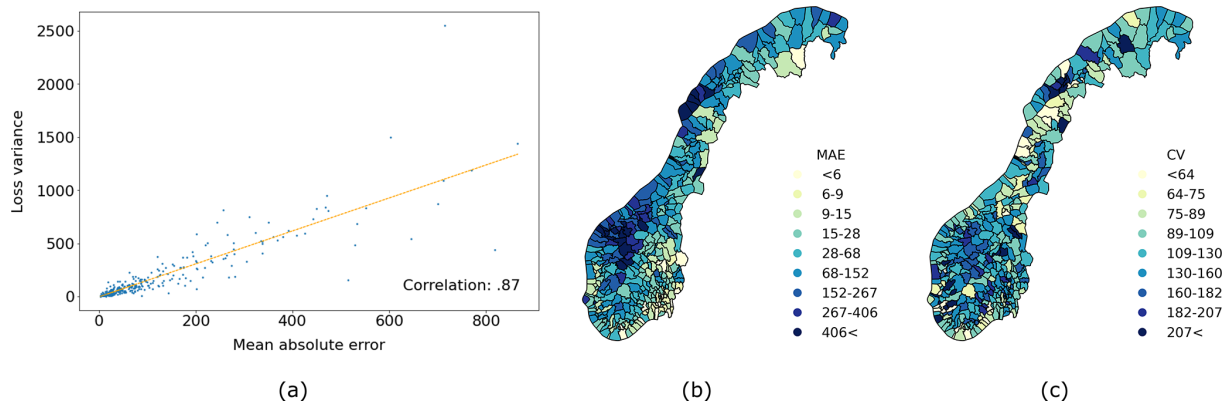 2500
2000
1500
1000
500
0
Loss variance
0 200 400 600 800
Mean absolute error
Correlation: .87
(a)
MAE
<6
6-9
9-15
15-28
28-68
68-152
152-267
267-406
406<
(b)
CV
<64
64-75
75-89
89-109
109-130
130-160
160-182
182-207
207<
(c)